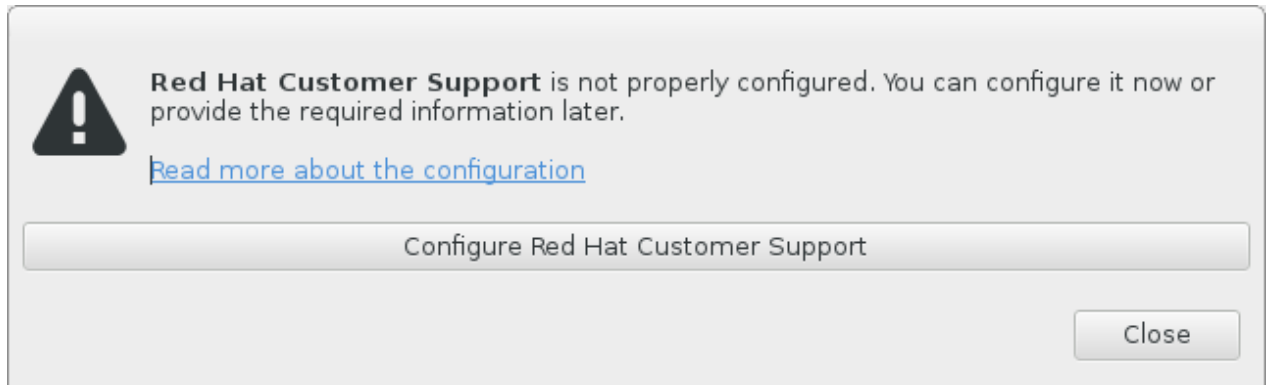 Red Hat Customer Support is not properly configured. You can configure it now or
provide the required information later.
Read more about the configuration
Configure Red Hat Customer Support
Close